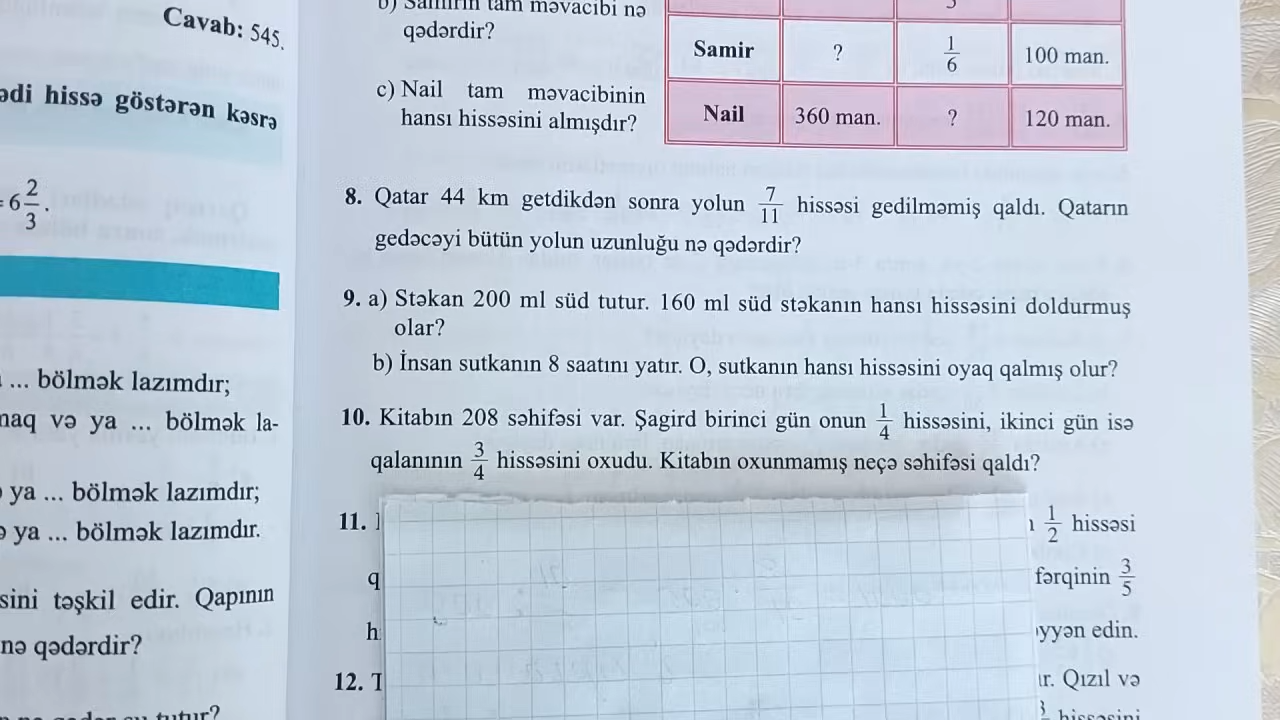 Cavab: 545.
ədi hissə göstərən kəsrə
=6 2/3.
... bölmək lazımdır;
maq və ya ... bölmək la-
ya ... bölmək lazımdır;
ya ... bölmək lazımdır.
sini təşkil edir. Qapının
nə qədərdir?
su tutur?
b) Samirin tam məvacibi nə
qədərdir?
c) Nail tam məvacibinin
hansı hissəsini almışdır?
Samir ? 1/6 100 man.
Nail 360 man. ? 120 man.
8. Qatar 44 km getdikdən sonra yolun 7/11 hissəsi gedilməmiş qaldı. Qatarın
gedəcəyi bütün yolun uzunluğu nə qədərdir?
9. a) Stəkan 200 ml süd tutur. 160 ml süd stəkanın hansı hissəsini doldurmuş
olar?
b) İnsan sutkanın 8 saatını yatır. O, sutkanın hansı hissəsini oyaq qalmış olur?
10. Kitabın 208 səhifəsi var. Şagird birinci gün onun 1/4 hissəsini, ikinci gün isə
qalanının 3/4 hissəsini oxudu. Kitabın oxunmamış neçə səhifəsi qaldı?
11. 1/2 hissəsi
q fərqinin 3/5
h yyən edin.
12. T ır. Qızıl və
hissəsini